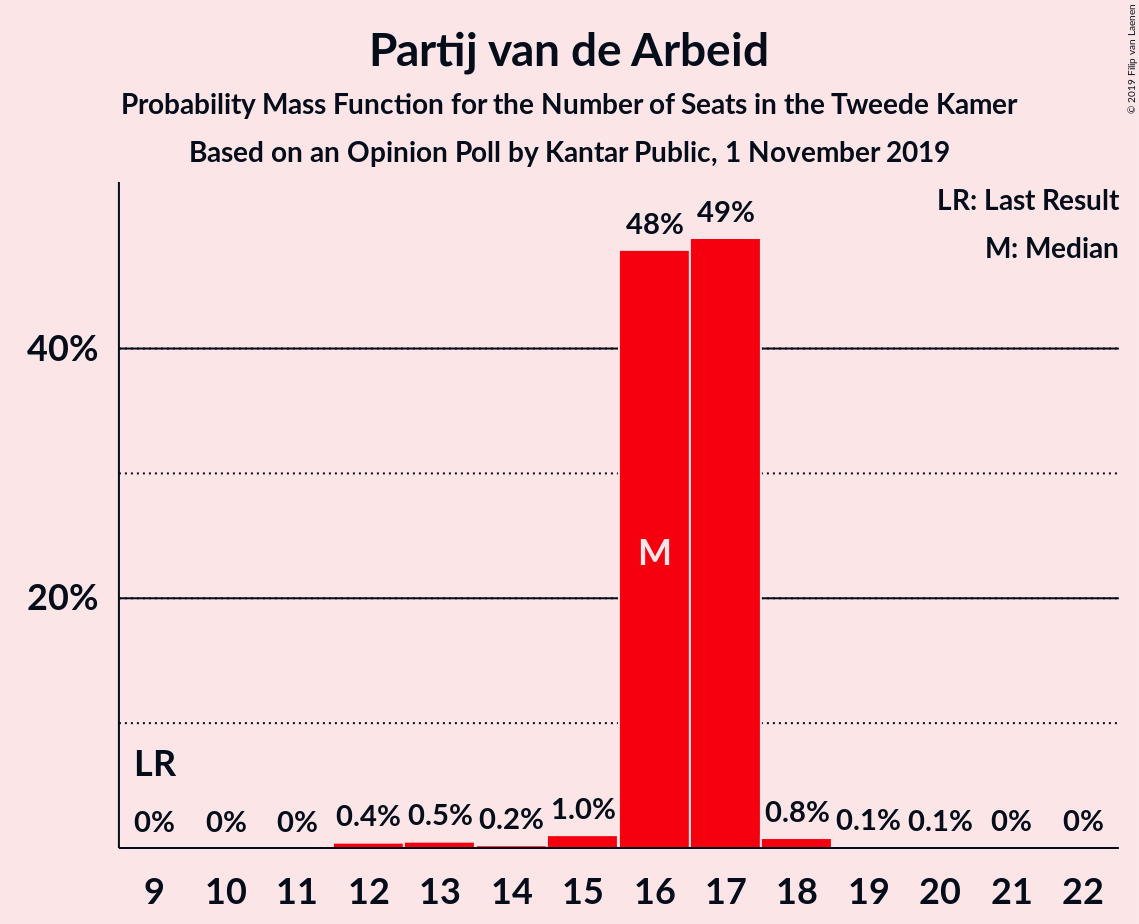 Partij van de Arbeid
Probability Mass Function for the Number of Seats in the Tweede Kamer
Based on an Opinion Poll by Kantar Public, 1 November 2019
© 2019 Filip van Laenen
LR: Last Result
M: Median
48% 49%
40%
20%
M
LR
0% 0% 0% 0.4% 0.5% 0.2% 1.0% 0.8% 0.1% 0.1% 0% 0%
9 10 11 12 13 14 15 16 17 18 19 20 21 22